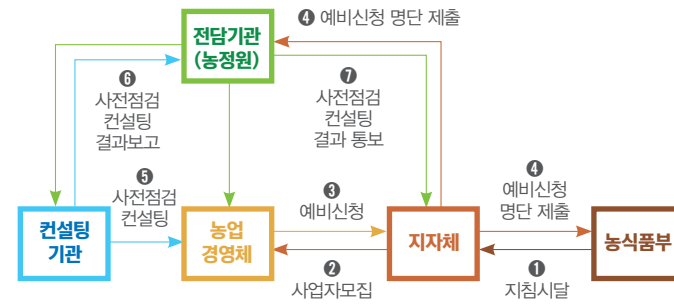 ❹ 예비신청 명단 제출
전담기관
(농정원)
❻
사전점검
컨설팅
결과보고
❼
사전점검
컨설팅
결과 통보
❺
사전점검
컨설팅
❸
예비신청
❹
예비신청
명단 제출
컨설팅
기관
농업
경영체
지자체
농식품부
❷
사업자모집
❶
지침시달